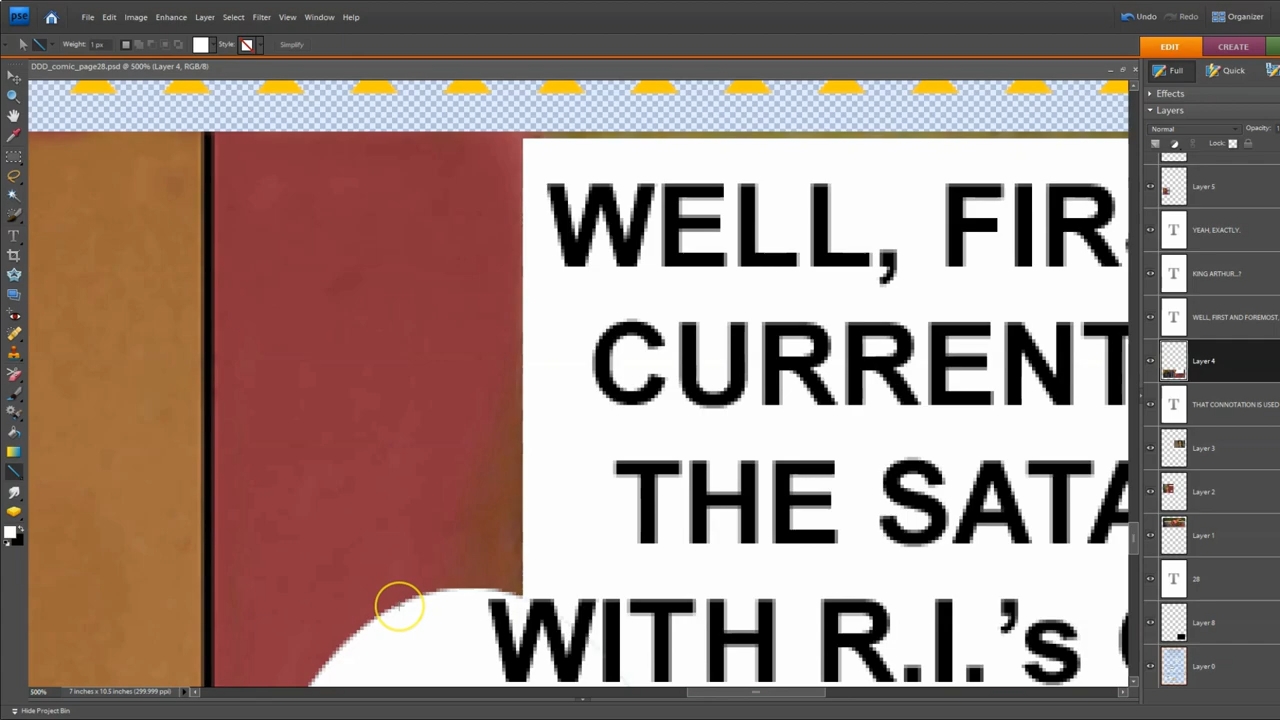 pse File Edit Image Enhance Layer Select Filter View Window Help Undo Redo Organizer
Weight: 1 px Style: Simplify EDIT CREATE
DDD_comic_page28.psd @ 500% (Layer 4, RGB/8)
Full Quick
Effects
Layers
Normal Opacity:
Lock:
Layer 5
YEAH, EXACTLY.
KING ARTHUR...?
WELL, FIRST AND FOREMOST,
Layer 4
THAT CONNOTATION IS USED
Layer 3
Layer 2
Layer 1
28
Layer 8
Layer 0
WELL, FIR
CURRENT
THE SATA
WITH R.I.'s
500% 7 inches x 10.5 inches (299.999 ppi)
Hide Project Bin